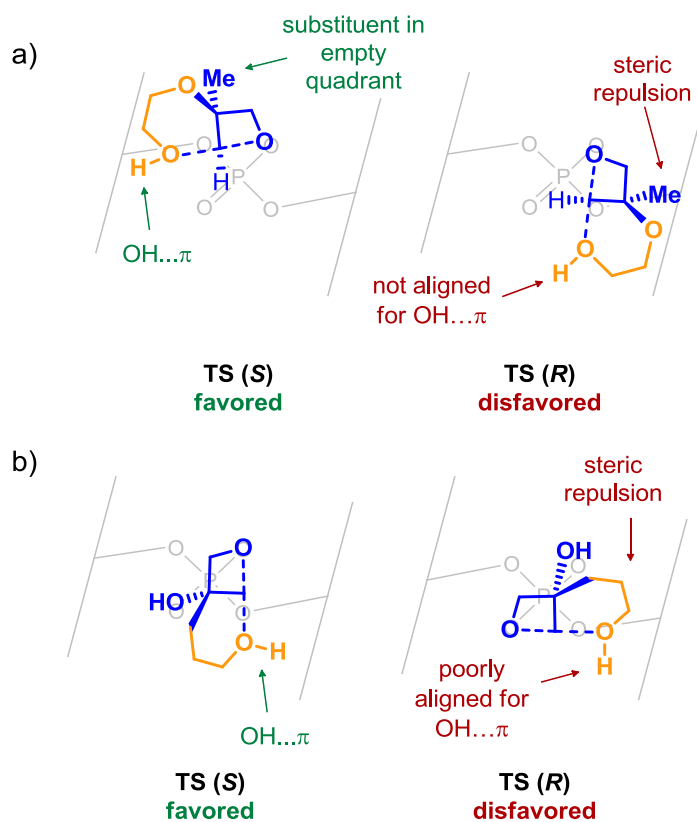 a)
substituent in
empty
quadrant
Me
O
O
O
O
H
H
P
O
O
OH...π
TS (S)
favored
steric
repulsion
O
O
O
P
H
O
O
Me
O
O
H
not aligned
for OH...π
TS (R)
disfavored
b)
O
O
O
P
HO
O
O
O
H
OH...π
TS (S)
favored
steric
repulsion
OH
O
O
P
O
O
O
O
H
poorly
aligned for
OH...π
TS (R)
disfavored